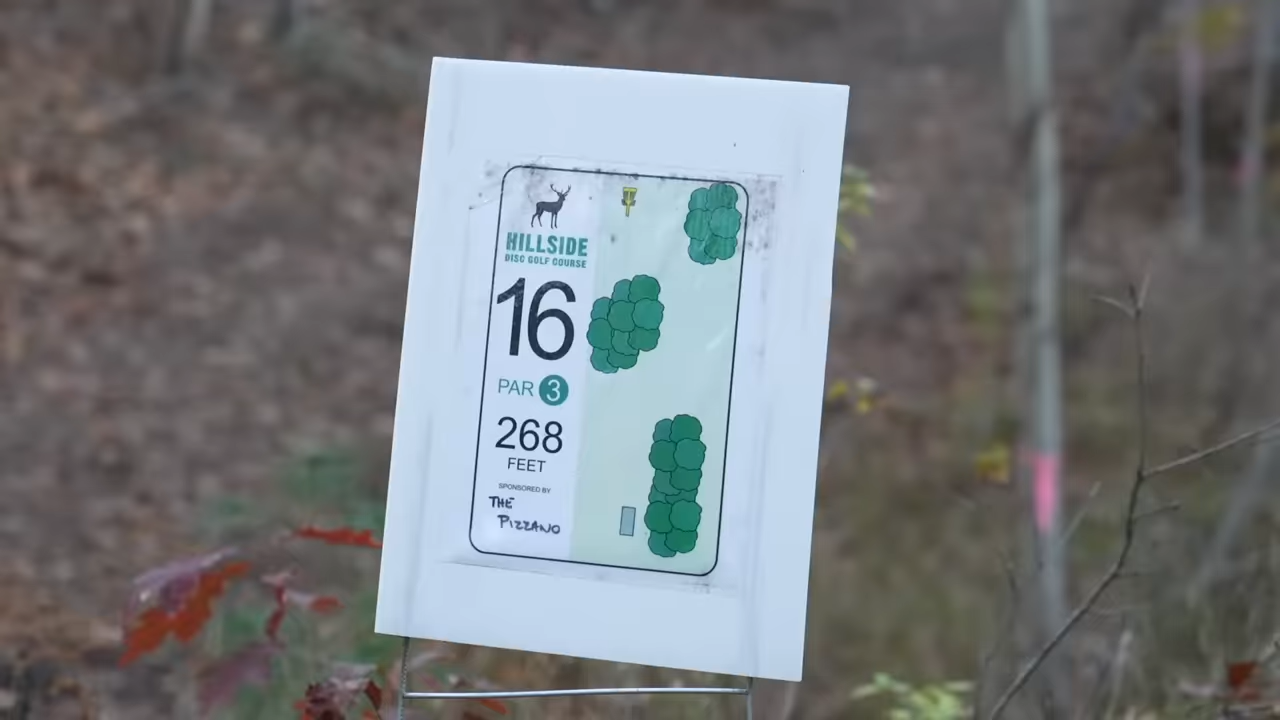 HILLSIDE
DISC GOLF COURSE
16
PAR 3
268
FEET
SPONSORED BY
THE
PIZZANO